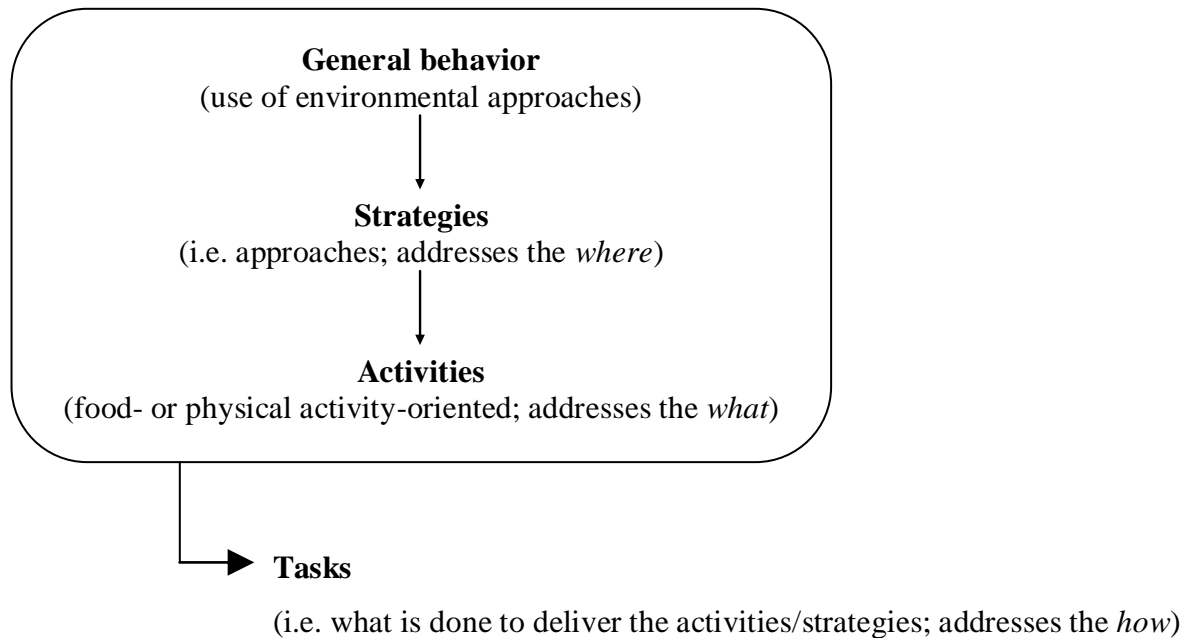 General behavior
(use of environmental approaches)
Strategies
(i.e. approaches; addresses the where)
Activities
(food- or physical activity-oriented; addresses the what)
Tasks
(i.e. what is done to deliver the activities/strategies; addresses the how)